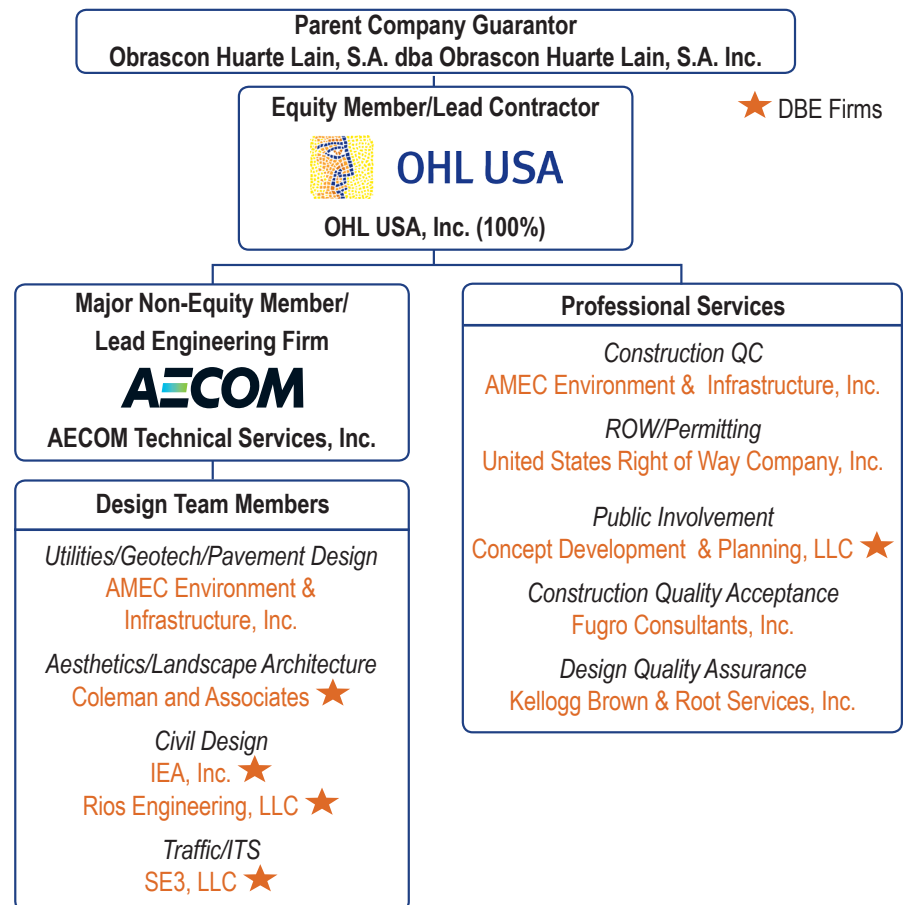 Parent Company Guarantor
Obrascon Huarte Lain, S.A. dba Obrascon Huarte Lain, S.A. Inc.
Equity Member/Lead Contractor
OHL USA
OHL USA, Inc. (100%)
DBE Firms
Major Non-Equity Member/
Lead Engineering Firm
AECOM
AECOM Technical Services, Inc.
Design Team Members
Utilities/Geotech/Pavement Design
AMEC Environment &
Infrastructure, Inc.
Aesthetics/Landscape Architecture
Coleman and Associates
Civil Design
IEA, Inc.
Rios Engineering, LLC
Traffic/ITS
SE3, LLC
Professional Services
Construction QC
AMEC Environment & Infrastructure, Inc.
ROW/Permitting
United States Right of Way Company, Inc.
Public Involvement
Concept Development & Planning, LLC
Construction Quality Acceptance
Fugro Consultants, Inc.
Design Quality Assurance
Kellogg Brown & Root Services, Inc.